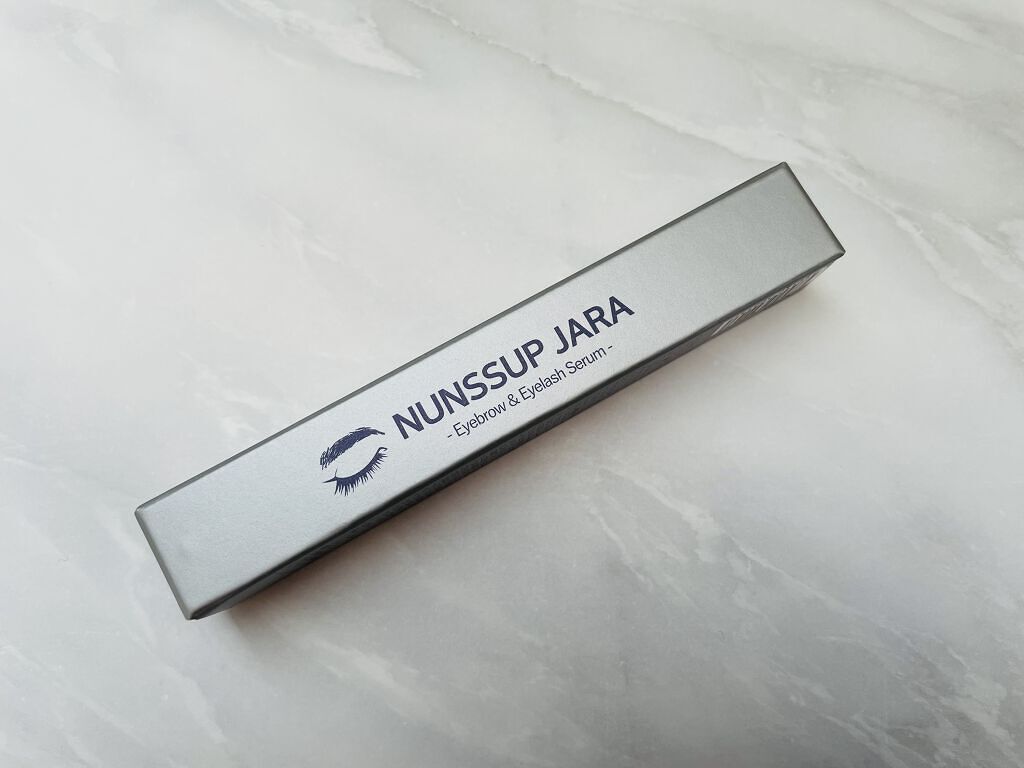 NUNSSUP JARA
- Eyebrow & Eyelash Serum -